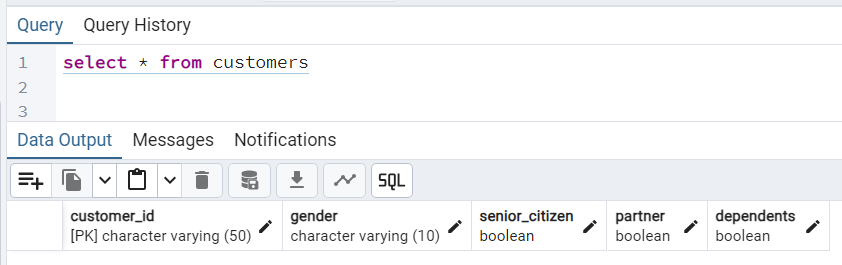 Query Query History
1 select * from customers
2
3
Data Output Messages Notifications
SQL
customer_id gender senior_citizen partner dependents
[PK] character varying (50) character varying (10) boolean boolean boolean